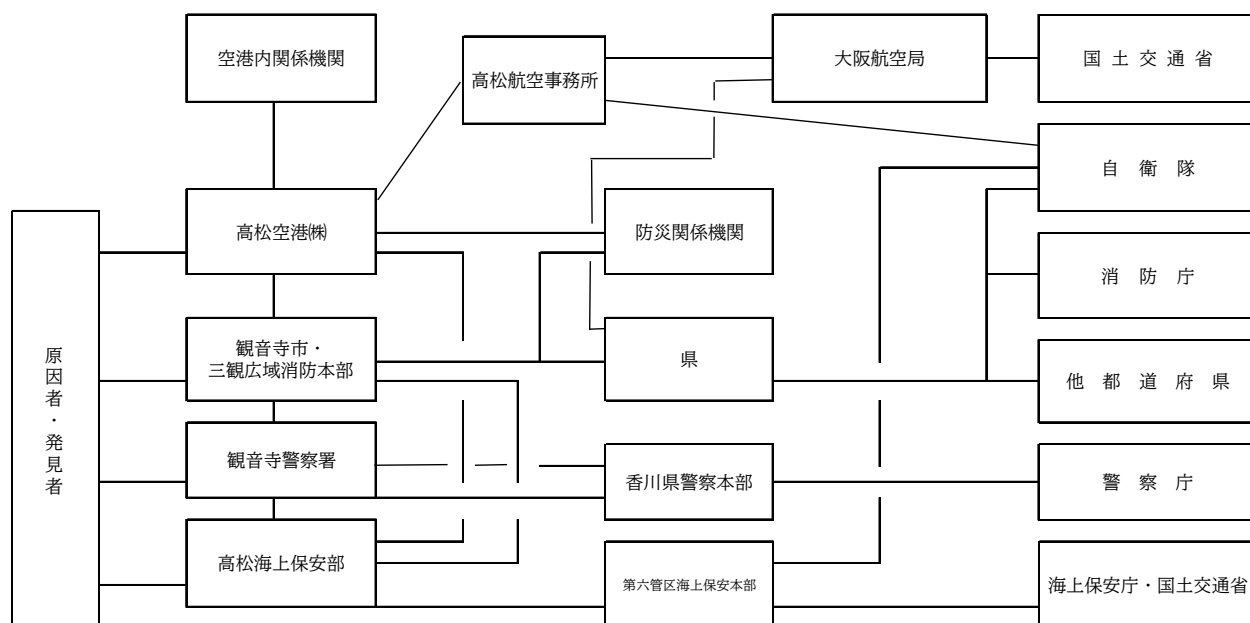 空港内関係機関
高松航空事務所
大阪航空局
国土交通省
自衛隊
高松空港㈱
防災関係機関
消防庁
原因者・発見者
観音寺市・
三観広域消防本部
県
他都道府県
観音寺警察署
香川県警察本部
警察庁
高松海上保安部
第六管区海上保安本部
海上保安庁・国土交通省